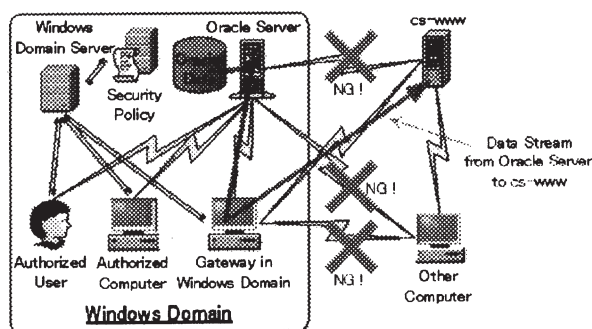 Windows
Domain Server
Oracle Server
cs-www
Security
Policy
NG !
Data Stream
from Oracle Server
to cs-www
NG !
NG !
Authorized
User
Authorized
Computer
Gateway in
Windows Domain
Other
Computer
Windows Domain